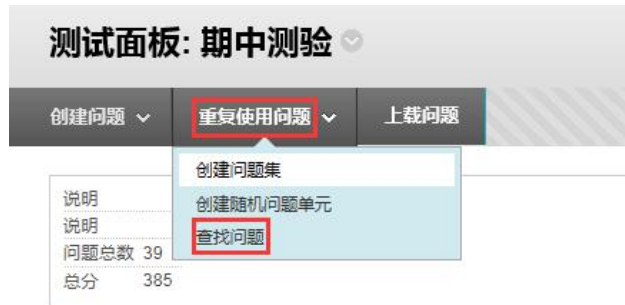 测试面板: 期中测验
创建问题 重复使用问题 上载问题
创建问题集
创建随机问题单元
查找问题
说明
说明
问题总数 39
总分 385